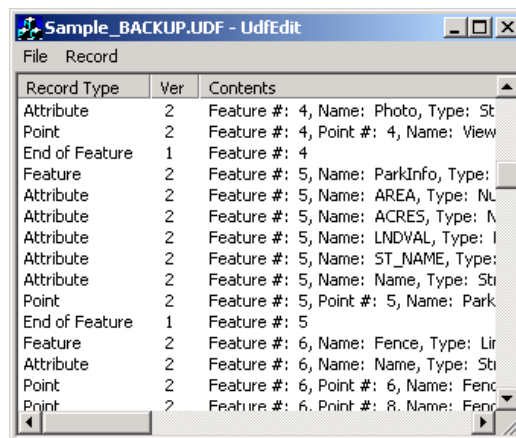 Sample_BACKUP.UDF - UdfEdit
File Record
Record Type Ver Contents
Attribute 2 Feature #: 4, Name: Photo, Type: St
Point 2 Feature #: 4, Point #: 4, Name: View
End of Feature 1 Feature #: 4
Feature 2 Feature #: 5, Name: ParkInfo, Type:
Attribute 2 Feature #: 5, Name: AREA, Type: Nu
Attribute 2 Feature #: 5, Name: ACRES, Type: N
Attribute 2 Feature #: 5, Name: LNDVAL, Type:
Attribute 2 Feature #: 5, Name: ST_NAME, Type:
Attribute 2 Feature #: 5, Name: Name, Type: Str
Point 2 Feature #: 5, Point #: 5, Name: Park
End of Feature 1 Feature #: 5
Feature 2 Feature #: 6, Name: Fence, Type: Lin
Attribute 2 Feature #: 6, Name: Name, Type: Str
Point 2 Feature #: 6, Point #: 6, Name: Fenc
Point 2 Feature #: 6, Point #: 8, Name: Fenc